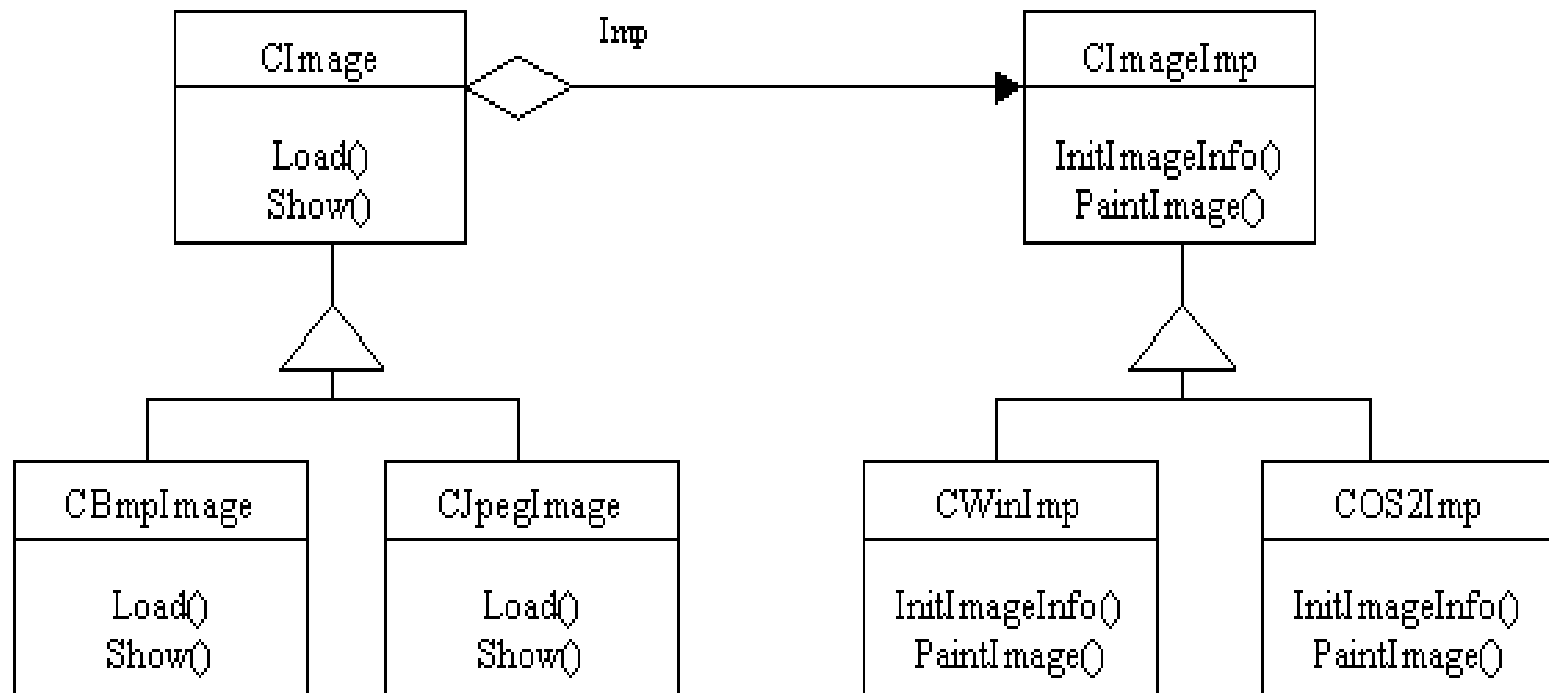 Imp
CImage
Load()
Show()
CImageImp
InitImageInfo()
PaintImage()
CBmpImage
Load()
Show()
CJpegImage
Load()
Show()
CWinImp
InitImageInfo()
PaintImage()
COS2Imp
InitImageInfo()
PaintImage()